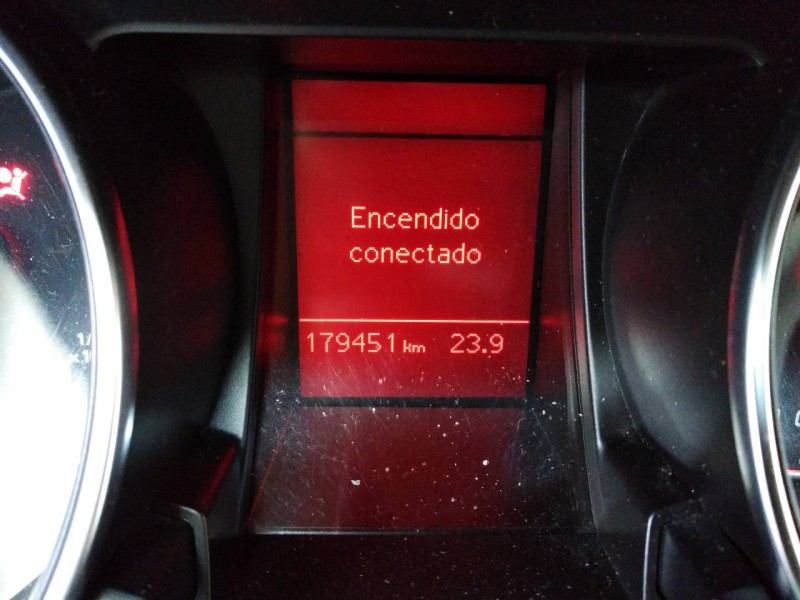 Encendido
conectado
179451 km 23.9